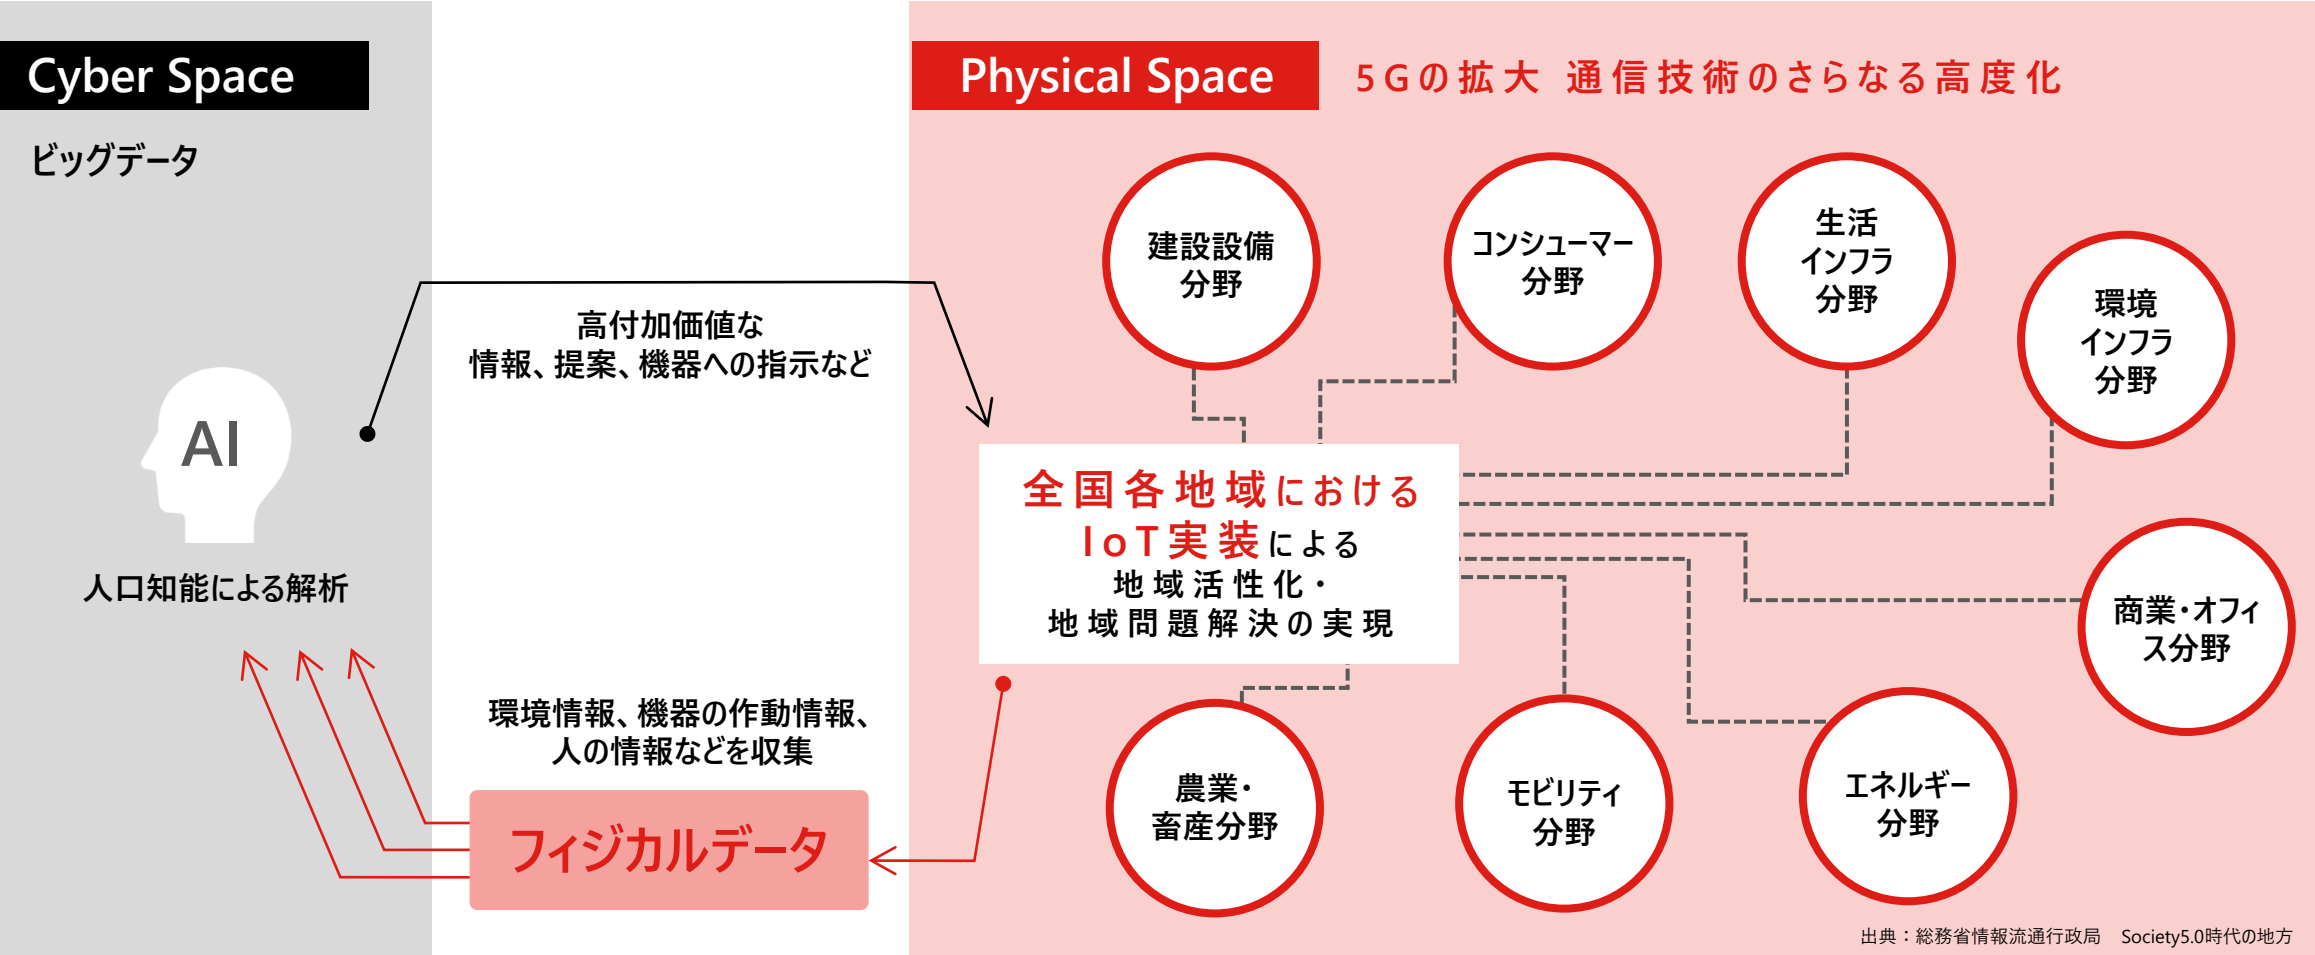 Cyber Space
ビッグデータ
AI
人口知能による解析
高付加価値な
情報、提案、機器への指示など
環境情報、機器の作動情報、
人の情報などを収集
フィジカルデータ
Physical Space
5Gの拡大 通信技術のさらなる高度化
建設設備
分野
コンシューマー
分野
生活
インフラ
分野
環境
インフラ
分野
全国各地域における
IoT実装による
地域活性化・
地域問題解決の実現
商業・オフィ
ス分野
農業・
畜産分野
モビリティ
分野
エネルギー
分野
出典：総務省情報流通行政局　Society5.0時代の地方